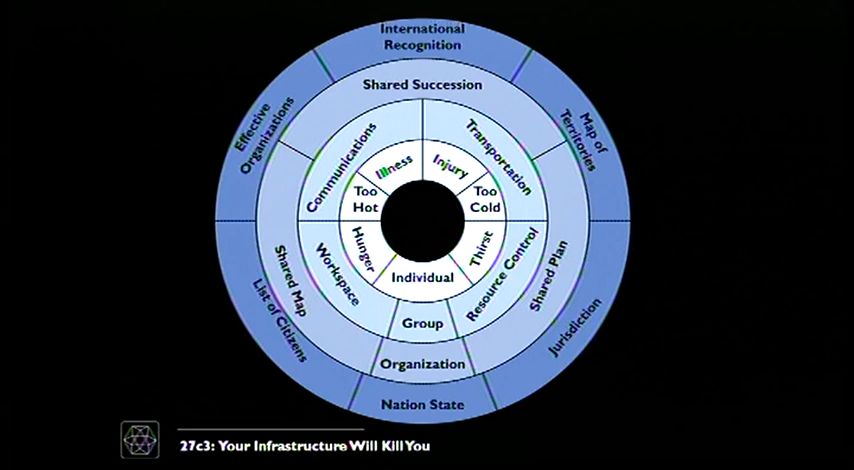 International
Recognition
Shared Succession
Effective
Organizations
Map of
Territories
Communications
Transportation
Illness
Injury
Too
Hot
Too
Cold
Hunger
Thirst
Individual
Workspace
Resource Control
Shared Map
Shared Plan
List of Citizens
Jurisdiction
Group
Organization
Nation State
27c3: Your Infrastructure Will Kill You